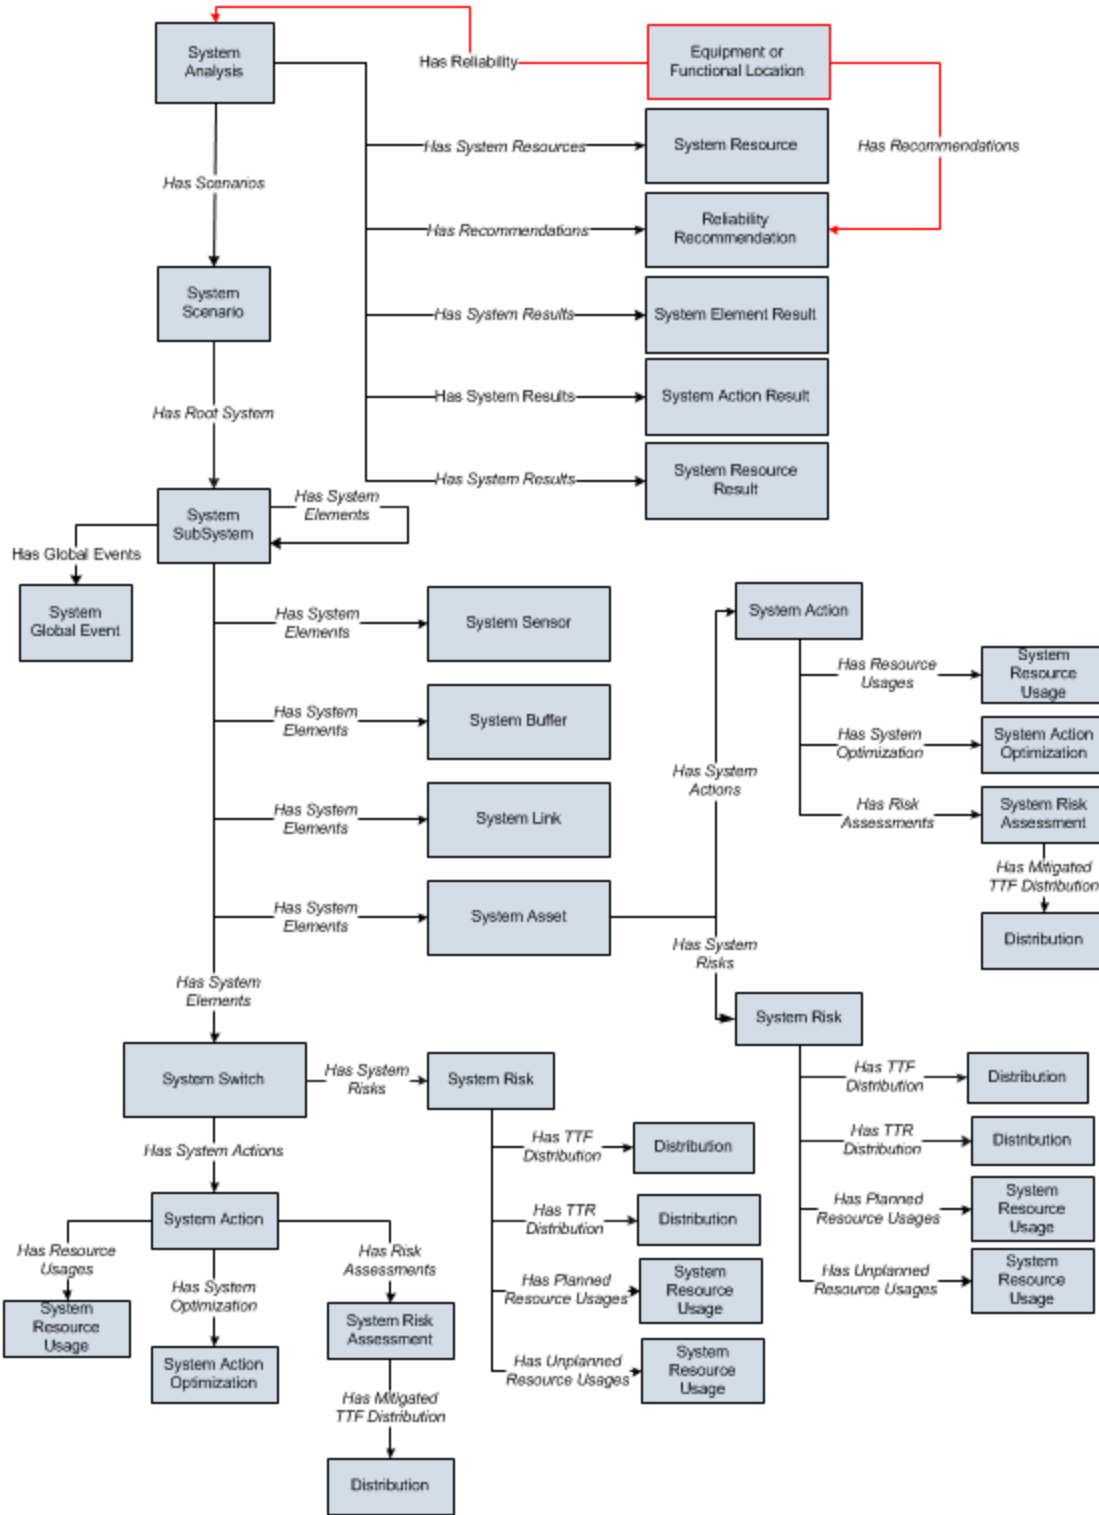 System
Analysis
Has Reliability
Equipment or
Functional Location
Has System Resources
System Resource
Has Recommendations
Has Scenarios
Has Recommendations
Reliability
Recommendation
System
Scenario
Has System Results
System Element Result
Has Root System
Has System Results
System Action Result
Has System Results
System Resource
Result
System
SubSystem
Has System
Elements
Has Global Events
System
Global Event
Has System
Elements
System Sensor
Has System
Elements
System Buffer
Has System
Elements
System Link
Has System
Elements
System Asset
Has System
Actions
System Action
Has Resource
Usages
System
Resource
Usage
Has System
Optimization
System Action
Optimization
Has Risk
Assessments
System Risk
Assessment
Has Mitigated
TTF Distribution
Distribution
Has System
Risks
System Risk
Has TTF
Distribution
Distribution
Has TTR
Distribution
Distribution
Has Planned
Resource Usages
System
Resource
Usage
Has Unplanned
Resource Usages
System
Resource
Usage
Has System
Elements
System Switch
Has System
Risks
System Risk
Has TTF
Distribution
Distribution
Has TTR
Distribution
Distribution
Has Planned
Resource Usages
System
Resource
Usage
Has Unplanned
Resource Usages
System
Resource
Usage
Has System Actions
System Action
Has Resource
Usages
System
Resource
Usage
Has System
Optimization
System Action
Optimization
Has Risk
Assessments
System Risk
Assessment
Has Mitigated
TTF Distribution
Distribution